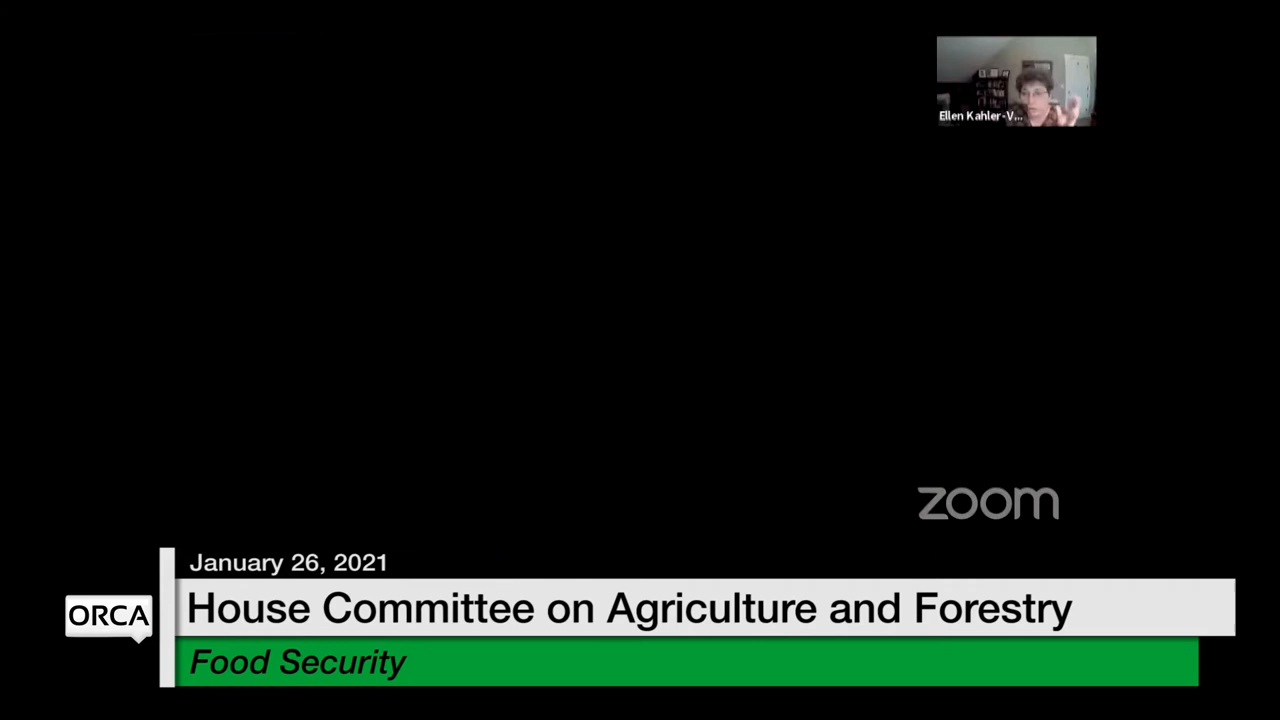 Ellen Kahler-V...
zoom
January 26, 2021
House Committee on Agriculture and Forestry
ORCA
Food Security